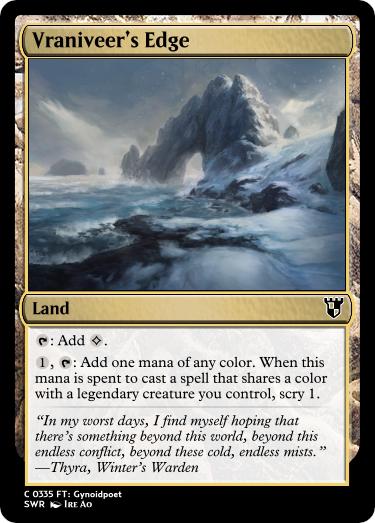 Vraniveer's Edge
Land
: Add .
1, : Add one mana of any color. When this
mana is spent to cast a spell that shares a color
with a legendary creature you control, scry 1.
“In my worst days, I find myself hoping that
there's something beyond this world, beyond this
endless conflict, beyond these cold, endless mists.”
—Thyra, Winter's Warden
C 0335 FT: Gynoidpoet
SWR Ire Ao